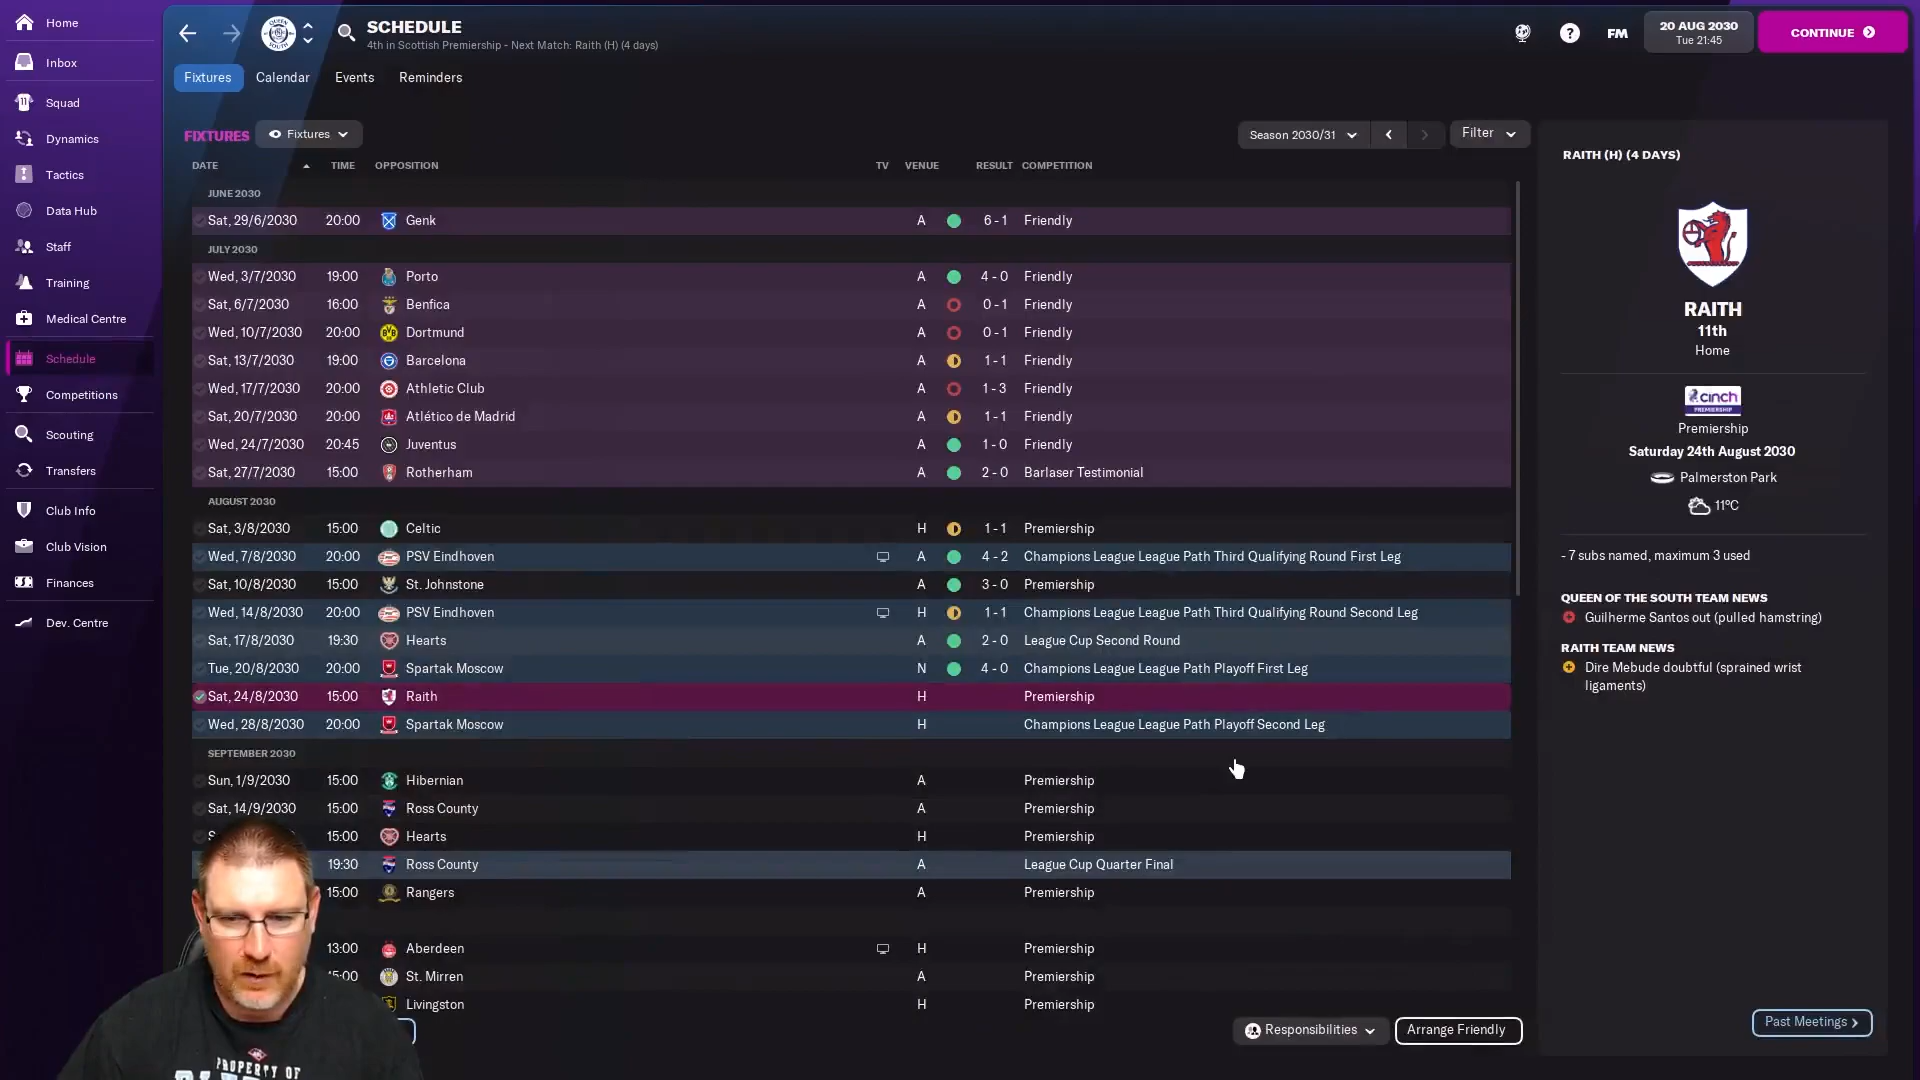 Home
Inbox
Squad
Dynamics
Tactics
Data Hub
Staff
Training
Medical Centre
Schedule
Competitions
Scouting
Transfers
Club Info
Club Vision
Finances
Dev. Centre
SCHEDULE
4th in Scottish Premiership - Next Match: Raith (H) (4 days)
? FM
20 AUG 2030
Tue 21:45
CONTINUE
Fixtures Calendar Events Reminders
FIXTURES Fixtures
Season 2030/31 Filter
DATE TIME OPPOSITION TV VENUE RESULT COMPETITION
JUNE 2030
Sat, 29/6/2030 20:00 Genk A 6 - 1 Friendly
JULY 2030
Wed, 3/7/2030 19:00 Porto A 4 - 0 Friendly
Sat, 6/7/2030 16:00 Benfica A 0 - 1 Friendly
Wed, 10/7/2030 20:00 Dortmund A 0 - 1 Friendly
Sat, 13/7/2030 19:00 Barcelona A 1 - 1 Friendly
Wed, 17/7/2030 20:00 Athletic Club A 1 - 3 Friendly
Sat, 20/7/2030 20:00 Atlético de Madrid A 1 - 1 Friendly
Wed, 24/7/2030 20:45 Juventus A 1 - 0 Friendly
Sat, 27/7/2030 15:00 Rotherham A 2 - 0 Barlaser Testimonial
AUGUST 2030
Sat, 3/8/2030 15:00 Celtic H 1 - 1 Premiership
Wed, 7/8/2030 20:00 PSV Eindhoven A 4 - 2 Champions League League Path Third Qualifying Round First Leg
Sat, 10/8/2030 15:00 St. Johnstone A 3 - 0 Premiership
Wed, 14/8/2030 20:00 PSV Eindhoven H 1 - 1 Champions League League Path Third Qualifying Round Second Leg
Sat, 17/8/2030 19:30 Hearts A 2 - 0 League Cup Second Round
Tue, 20/8/2030 20:00 Spartak Moscow N 4 - 0 Champions League League Path Playoff First Leg
Sat, 24/8/2030 15:00 Raith H Premiership
Wed, 28/8/2030 20:00 Spartak Moscow H Champions League League Path Playoff Second Leg
SEPTEMBER 2030
Sun, 1/9/2030 15:00 Hibernian A Premiership
Sat, 14/9/2030 15:00 Ross County A Premiership
15:00 Hearts H Premiership
19:30 Ross County A League Cup Quarter Final
15:00 Rangers A Premiership
13:00 Aberdeen H Premiership
15:00 St. Mirren A Premiership
Livingston H Premiership
Responsibilities Arrange Friendly
RAITH (H) (4 DAYS)
RAITH
11th
Home
cinch
PREMIERSHIP
Premiership
Saturday 24th August 2030
Palmerston Park
11°C
- 7 subs named, maximum 3 used
QUEEN OF THE SOUTH TEAM NEWS
Guilherme Santos out (pulled hamstring)
RAITH TEAM NEWS
Dire Mebude doubtful (sprained wrist
ligaments)
Past Meetings
PROPERTY OF